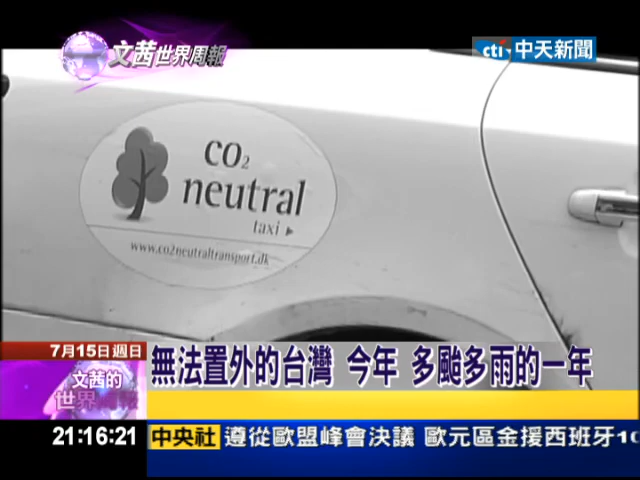 文茜世界周報
cti 中天新聞
CO2
neutral
taxi
www.co2neutraltransport.dk
7月15日週日
無法置外的台灣 今年 多颱多雨的一年
文茜的
世界周報
21:16:21
中央社 遵從歐盟峰會決議 歐元區金援西班牙10